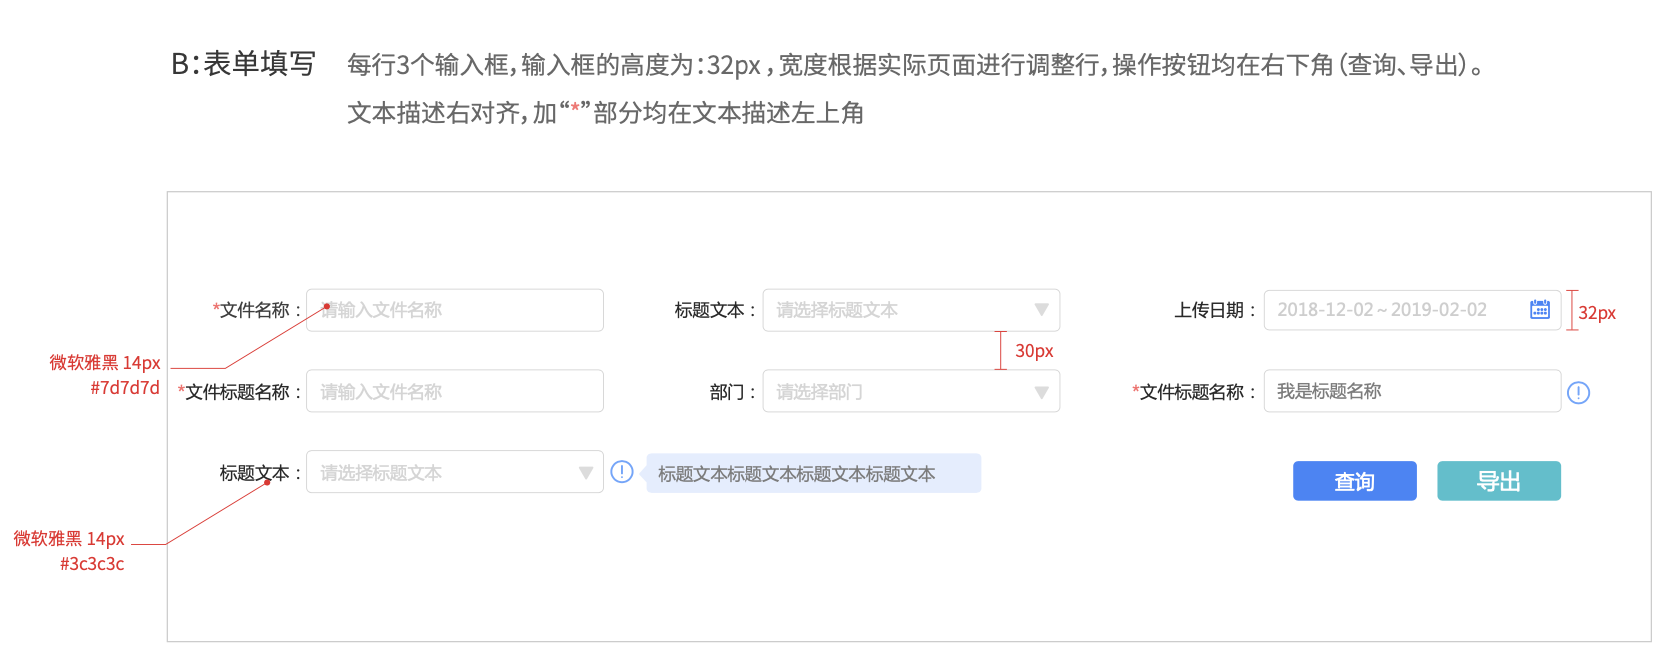 B:表单填写 每行3个输入框,输入框的高度为:32px ,宽度根据实际页面进行调整行,操作按钮均在右下角(查询、导出)。
文本描述右对齐,加“*”部分均在文本描述左上角
*文件名称 : 请输入文件名称 标题文本 : 请选择标题文本 上传日期 : 2018-12-02 ~ 2019-02-02 32px
30px
微软雅黑 14px
#7d7d7d
*文件标题名称 : 请输入文件名称 部门 : 请选择部门 *文件标题名称 : 我是标题名称 !
标题文本 : 请选择标题文本 ! 标题文本标题文本标题文本标题文本 查询 导出
微软雅黑 14px
#3c3c3c